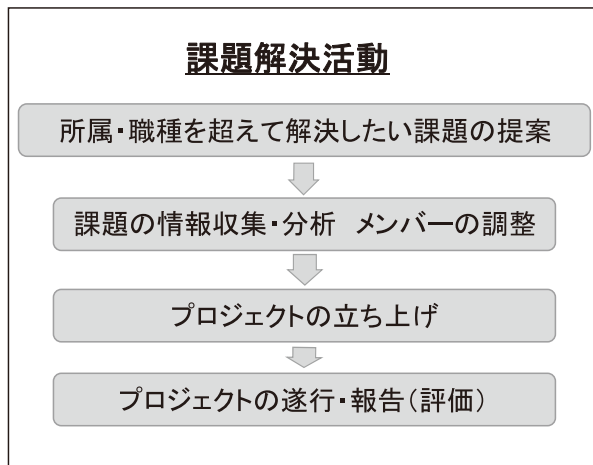 課題解決活動
所属・職種を超えて解決したい課題の提案
課題の情報収集・分析　メンバーの調整
プロジェクトの立ち上げ
プロジェクトの遂行・報告(評価)